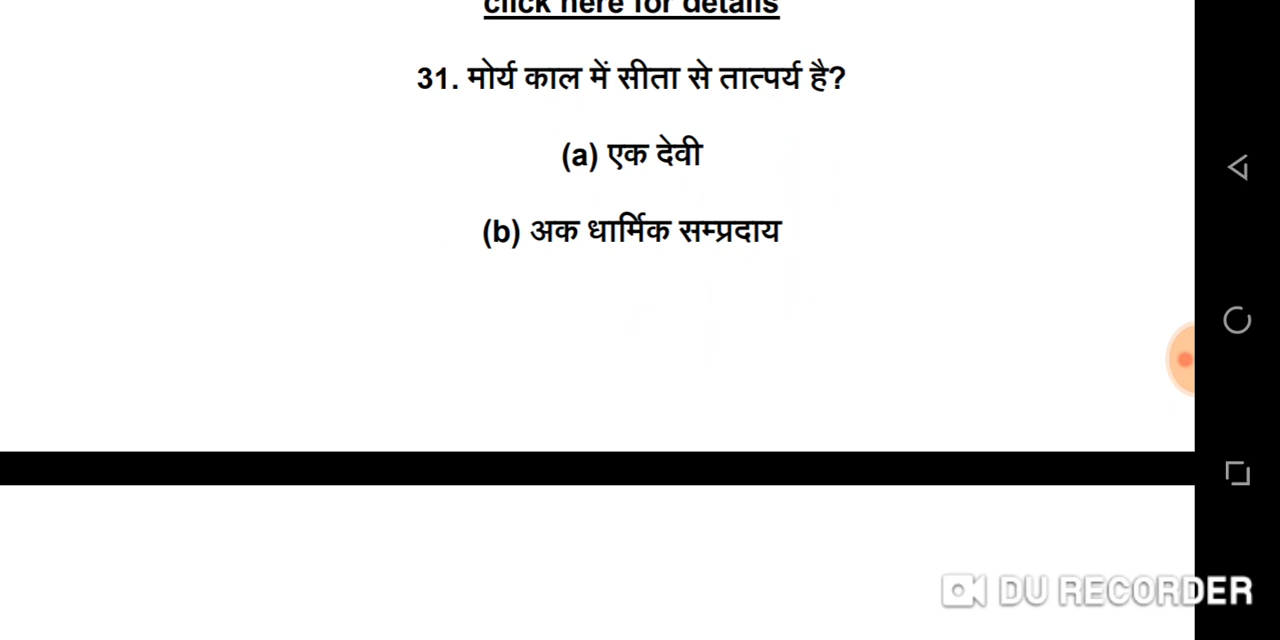 click here for details
31. मोर्य काल में सीता से तात्पर्य है?
(a) एक देवी
(b) अक धार्मिक सम्प्रदाय
DU RECORDER